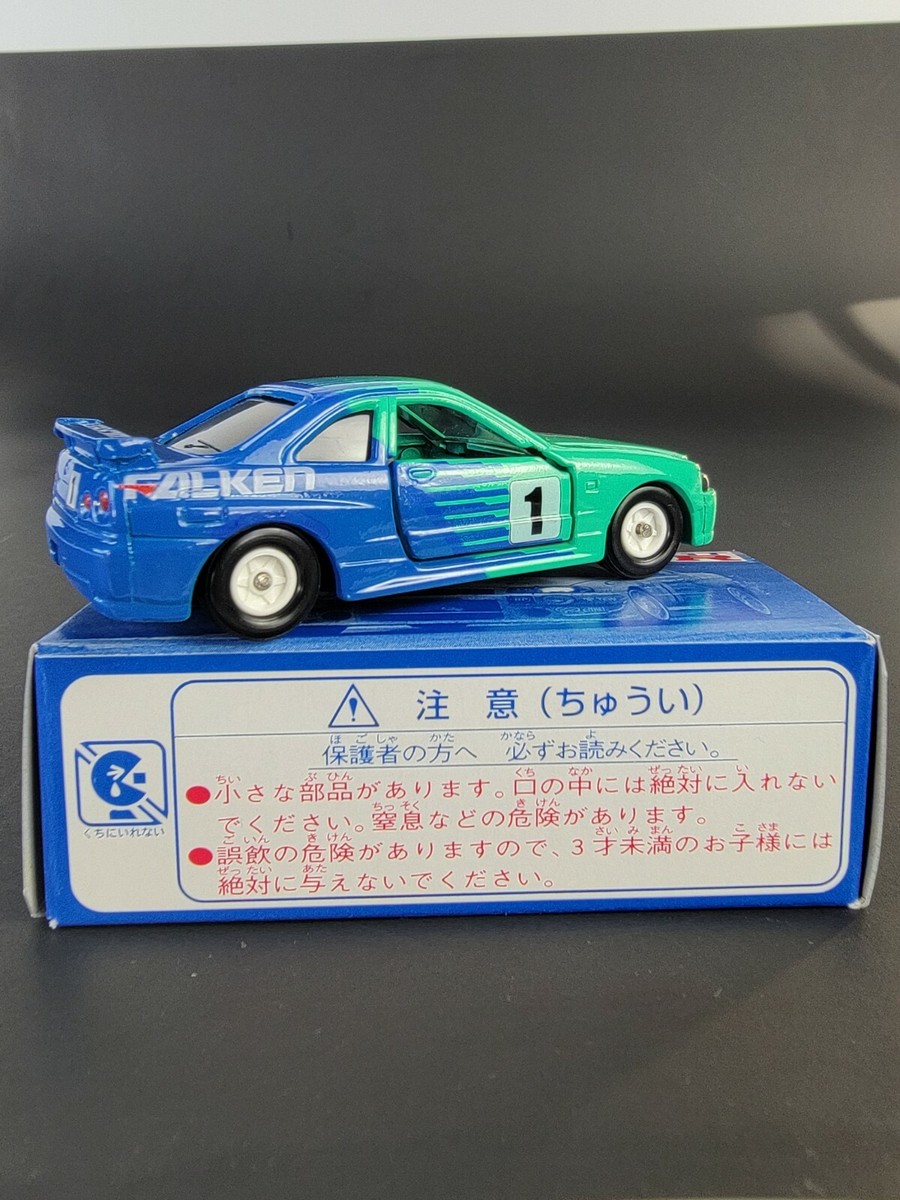 FALKEN
1
1
⚠ 注 意 (ちゅうい)
保護者の方へ 必ずお読みください。
●小さな部品があります。口の中には絶対に入れない
でください。窒息などの危険があります。
●誤飲の危険がありますので、3才未満のお子様には
絶対に与えないでください。
くちにいれない